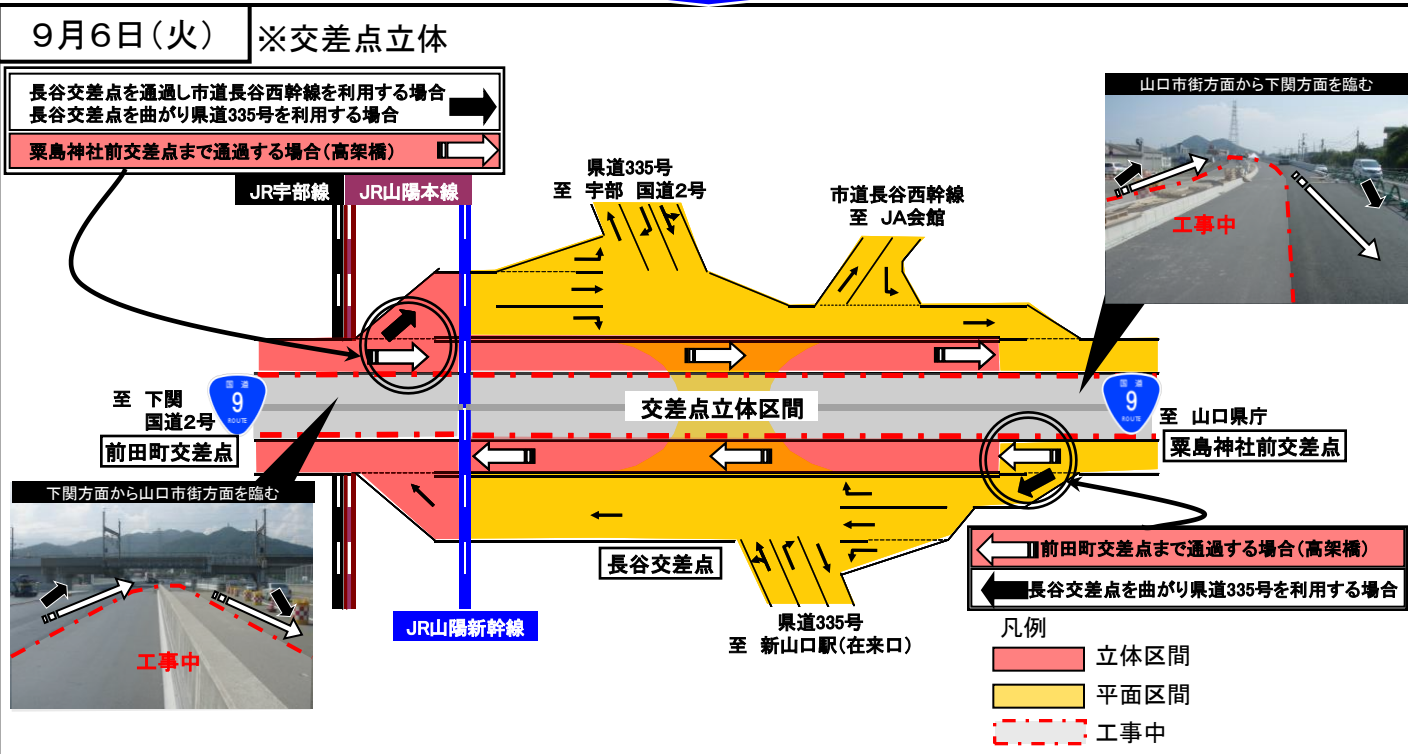 9月6日(火)
※交差点立体
長谷交差点を通過し市道長谷西幹線を利用する場合
長谷交差点を曲がり県道335号を利用する場合
粟島神社前交差点まで通過する場合(高架橋)
山口市街方面から下関方面を臨む
工事中
JR宇部線
JR山陽本線
県道335号
至 宇部 国道2号
市道長谷西幹線
至 JA会館
至 下関
国道2号
国道
9
ROUTE
前田町交差点
交差点立体区間
国道
9
ROUTE
至 山口県庁
粟島神社前交差点
下関方面から山口市街方面を臨む
工事中
長谷交差点
JR山陽新幹線
県道335号
至 新山口駅(在来口)
前田町交差点まで通過する場合(高架橋)
長谷交差点を曲がり県道335号を利用する場合
凡例
立体区間
平面区間
工事中